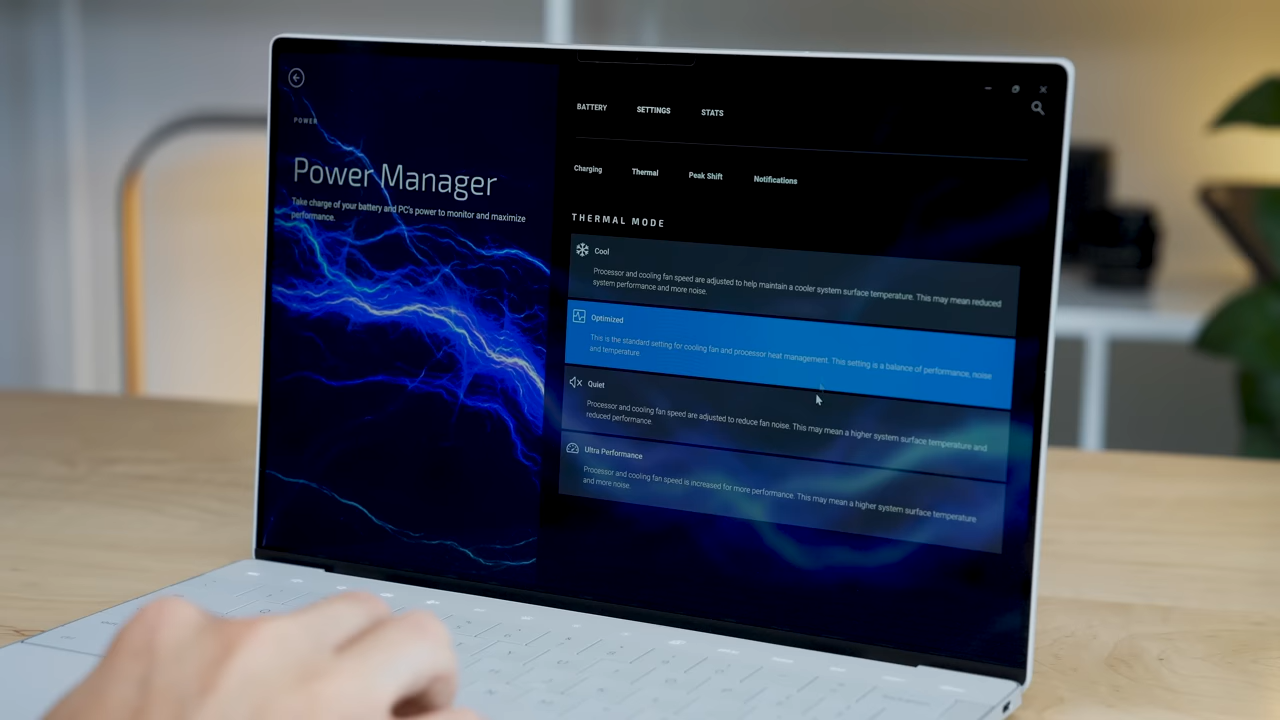 POWER
Power Manager
Take charge of your battery and PC's power to monitor and maximize
performance.
BATTERY SETTINGS STATS
Charging Thermal Peak Shift Notifications
THERMAL MODE
Cool
Processor and cooling fan speed are adjusted to help maintain a cooler system surface temperature. This may mean reduced
system performance and more noise.
Optimized
This is the standard setting for cooling fan and processor heat management. This setting is a balance of performance, noise
and temperature.
Quiet
Processor and cooling fan speed are adjusted to reduce fan noise. This may mean a higher system surface temperature and
reduced performance.
Ultra Performance
Processor and cooling fan speed is increased for more performance. This may mean a higher system surface temperature
and more noise.